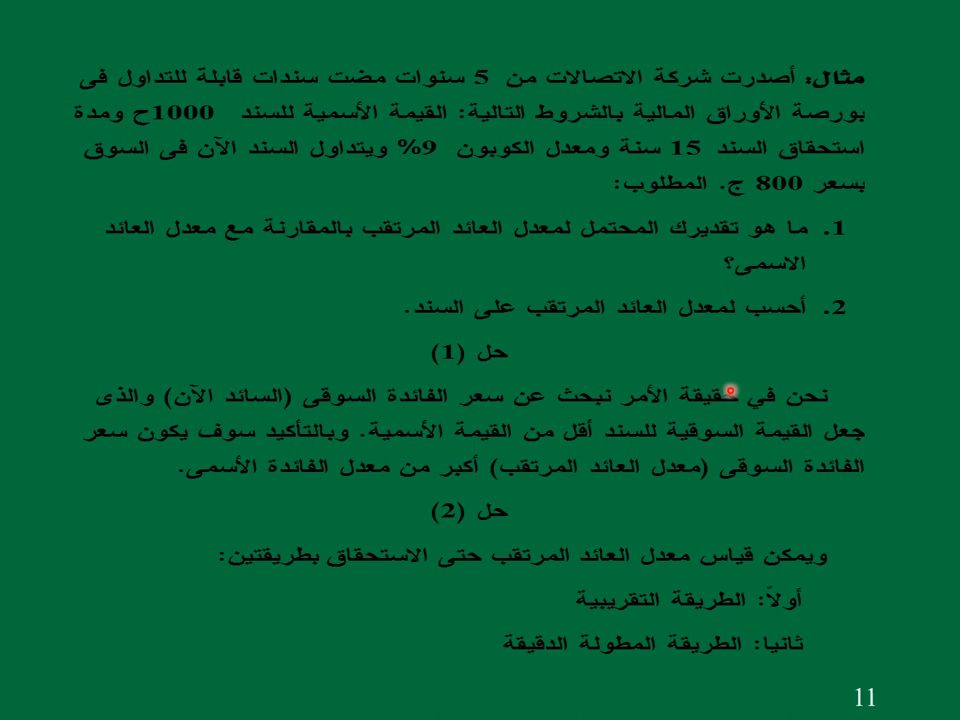 مثال: أصدرت شركة الاتصالات من 5 سنوات مضت سندات قابلة للتداول فى
بورصة الأوراق المالية بالشروط التالية: القيمة الأسمية للسند 1000ح ومدة
استحقاق السند 15 سنة ومعدل الكوبون 9% ويتداول السند الآن فى السوق
بسعر 800 ج. المطلوب:
1. ما هو تقديرك المحتمل لمعدل العائد المرتقب بالمقارنة مع معدل العائد
الاسمى؟
2. أحسب لمعدل العائد المرتقب على السند.
حل (1)
نحن في حقيقة الأمر نبحث عن سعر الفائدة السوقى (السائد الآن) والذى
جعل القيمة السوقية للسند أقل من القيمة الأسمية. وبالتأكيد سوف يكون سعر
الفائدة السوقى (معدل العائد المرتقب) أكبر من معدل الفائدة الأسمى.
حل (2)
ويمكن قياس معدل العائد المرتقب حتى الاستحقاق بطريقتين:
أولاً: الطريقة التقريبية
ثانيا: الطريقة المطولة الدقيقة
11